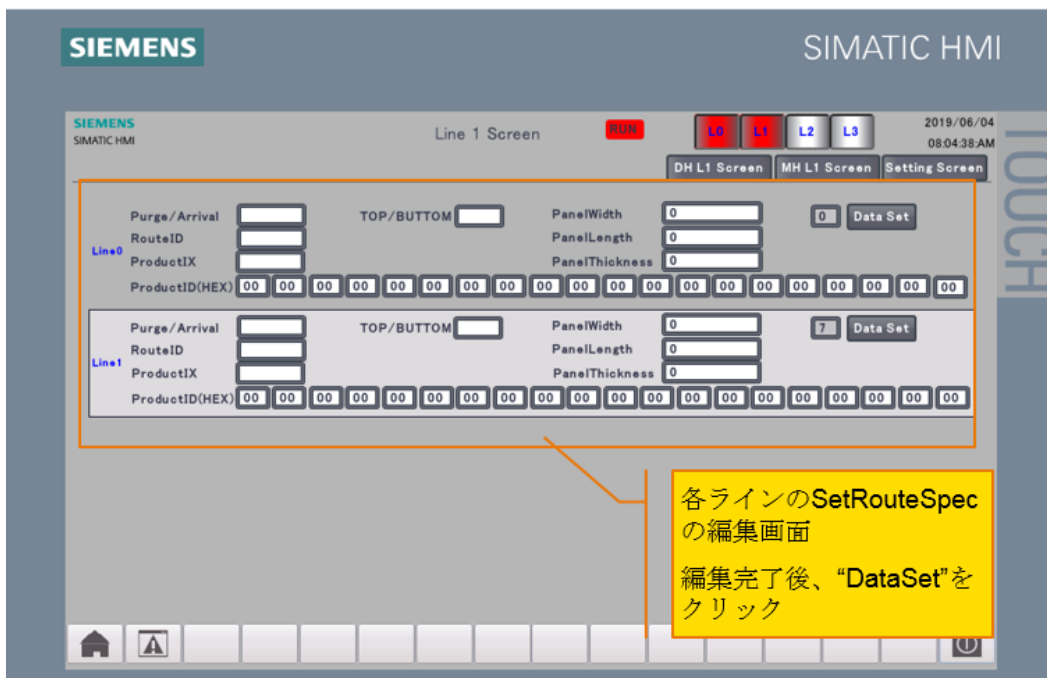 SIEMENS
SIMATIC HMI
TOUCH
SIEMENS
SIMATIC HMI
Line 1 Screen
RUN
L0 L1 L2 L3
2019/06/04
08:04:38:AM
DH L1 Screen MH L1 Screen Setting Screen
Line0
Purge/Arrival TOP/BUTTOM PanelWidth 0 0 Data Set
RouteID PanelLength 0
ProductIX PanelThickness 0
ProductID(HEX) 00 00 00 00 00 00 00 00 00 00 00 00 00 00 00 00 00 00 00 00
Line1
Purge/Arrival TOP/BUTTOM PanelWidth 0 7 Data Set
RouteID PanelLength 0
ProductIX PanelThickness 0
ProductID(HEX) 00 00 00 00 00 00 00 00 00 00 00 00 00 00 00 00 00 00 00 00
各ラインのSetRouteSpec
の編集画面
編集完了後、“DataSet”を
クリック